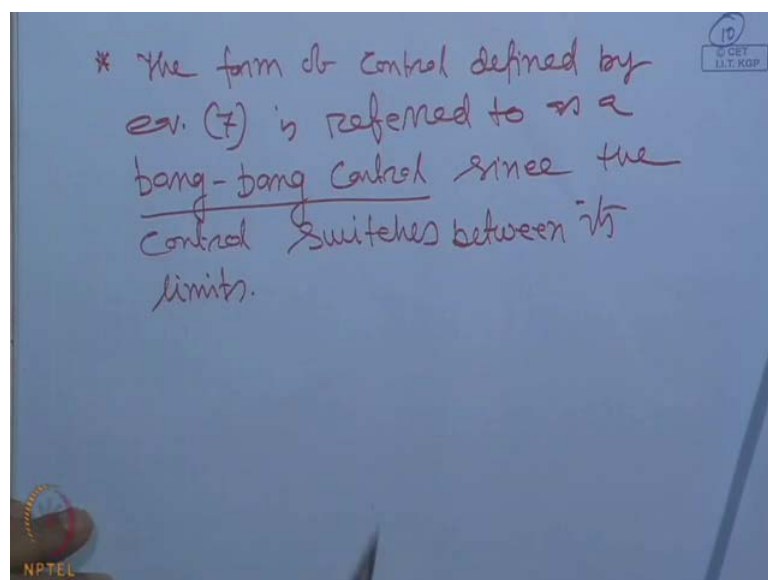 10
© CET
I.I.T. KGP
* The form of control defined by
eq. (7) is referred to as a
bang-bang control since the
control switches between its
limits.
NPTEL